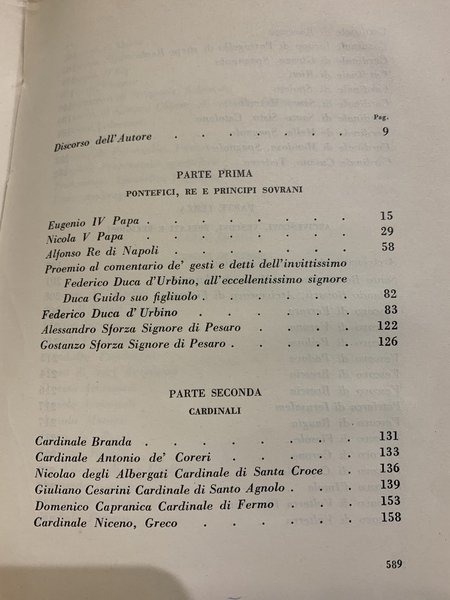 Pag.
Discorso dell'Autore . . . . . . . 9
PARTE PRIMA
PONTEFICI, RE E PRINCIPI SOVRANI
Eugenio IV Papa . . . . . . . 15
Nicola V Papa . . . . . . . 29
Alfonso Re di Napoli . . . . . . 58
Proemio al comentario de' gesti e detti dell'invittissimo
Federico Duca d'Urbino, all'eccellentissimo signore
Duca Guido suo figliuolo . . . . . 82
Federico Duca d'Urbino . . . . . . 83
Alessandro Sforza Signore di Pesaro . . . . 122
Gostanzo Sforza Signore di Pesaro . . . . . 126
PARTE SECONDA
CARDINALI
Cardinale Branda . . . . . . . 131
Cardinale Antonio de' Coreri . . . . . 133
Nicolao degli Albergati Cardinale di Santa Croce . . 136
Giuliano Cesarini Cardinale di Santo Agnolo . . . 139
Domenico Capranica Cardinale di Fermo . . . 153
Cardinale Niceno, Greco . . . . . . 158
589